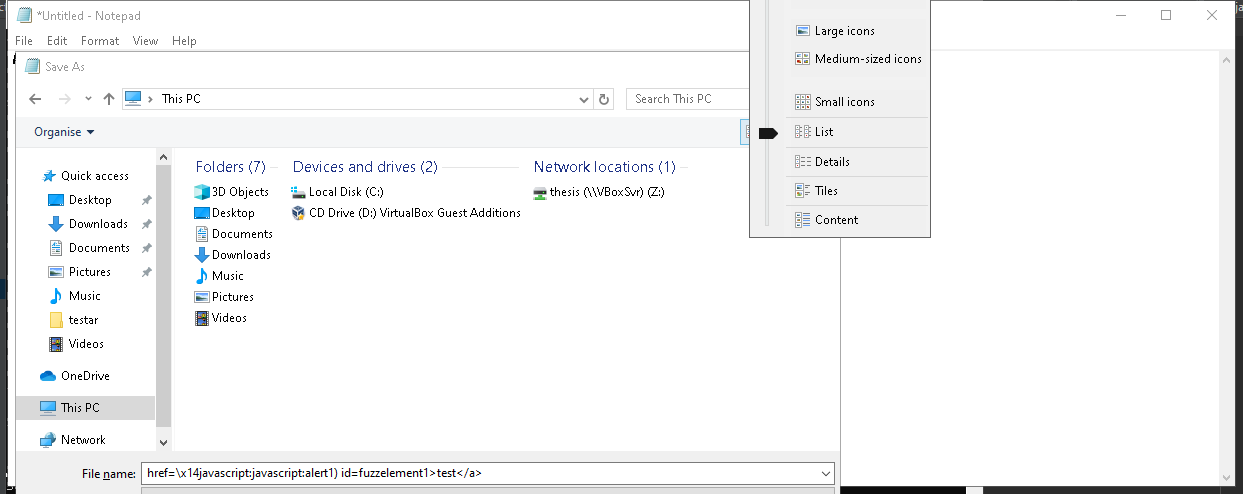 *Untitled - Notepad
File Edit Format View Help
Save As
This PC
Search This PC
Organise
Large icons
Medium-sized icons
Small icons
List
Details
Tiles
Content
Quick access
Desktop
Downloads
Documents
Pictures
Music
testar
Videos
OneDrive
This PC
Network
Folders (7)
3D Objects
Desktop
Documents
Downloads
Music
Pictures
Videos
Devices and drives (2)
Local Disk (C:)
CD Drive (D:) VirtualBox Guest Additions
Network locations (1)
thesis (\\VBoxSvr) (Z:)
File name: href=\x14javascript:javascript:alert1) id=fuzzelement1>test</a>